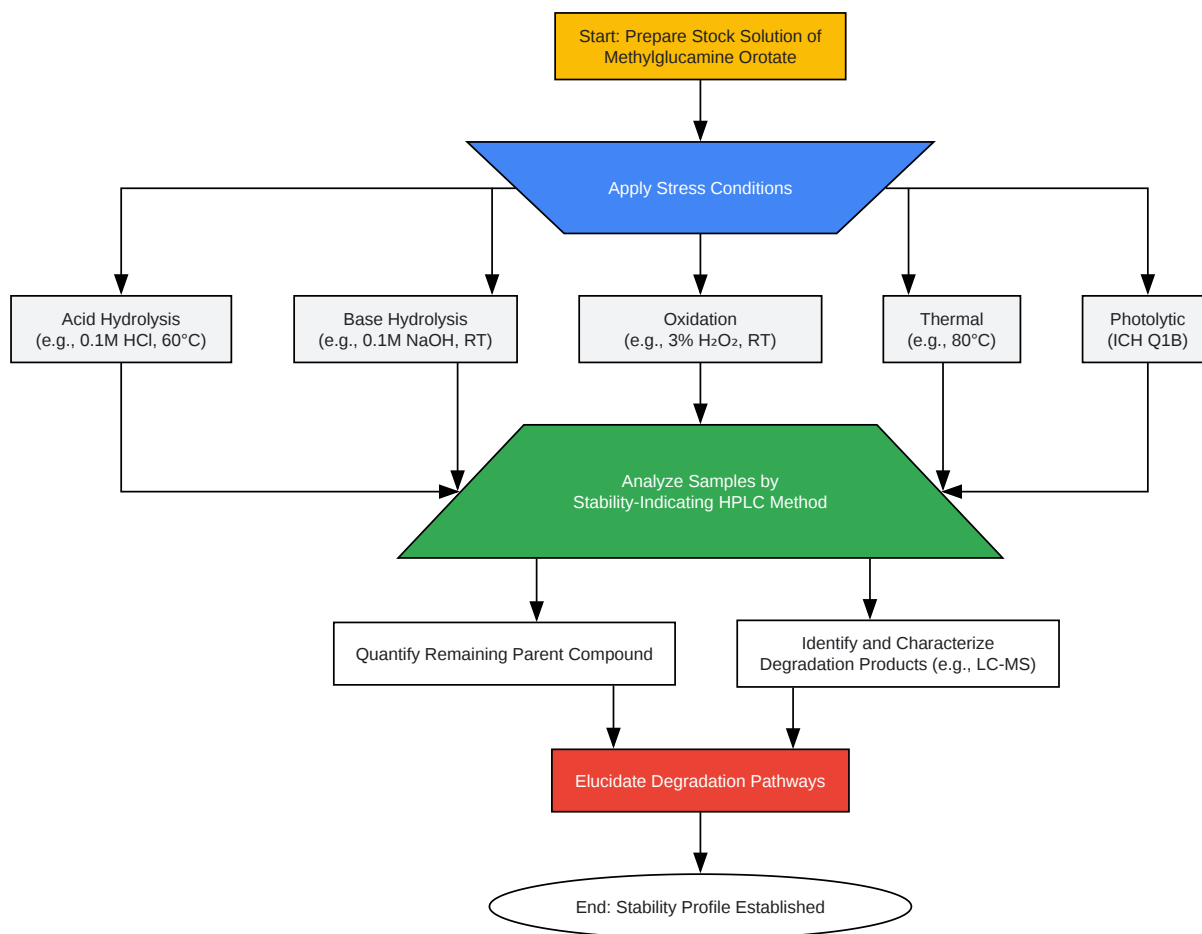 Start: Prepare Stock Solution of
Methylglucamine Orotate
Apply Stress Conditions
Acid Hydrolysis
(e.g., 0.1M HCl, 60°C)
Base Hydrolysis
(e.g., 0.1M NaOH, RT)
Oxidation
(e.g., 3% H₂O₂, RT)
Thermal
(e.g., 80°C)
Photolytic
(ICH Q1B)
Analyze Samples by
Stability-Indicating HPLC Method
Quantify Remaining Parent Compound
Identify and Characterize
Degradation Products (e.g., LC-MS)
Elucidate Degradation Pathways
End: Stability Profile Established